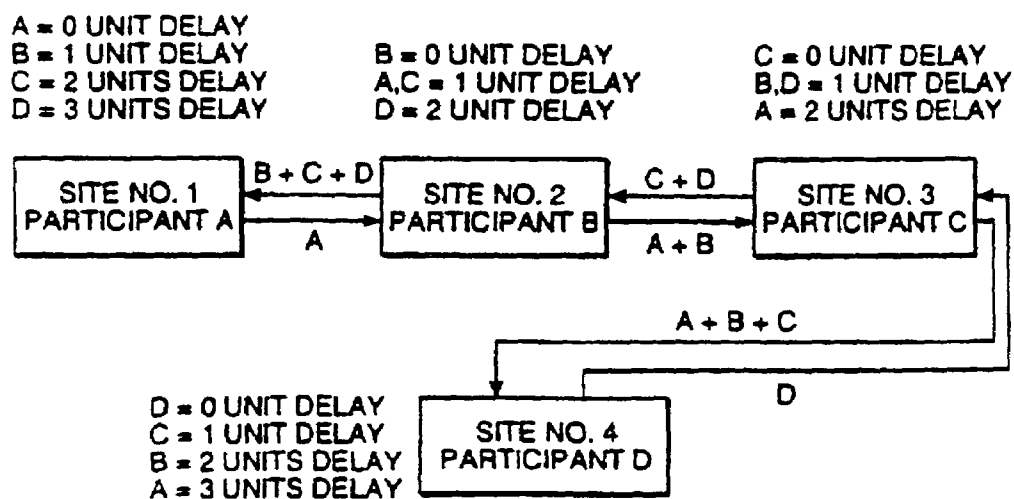 A = 0 UNIT DELAY
B = 1 UNIT DELAY
C = 2 UNITS DELAY
D = 3 UNITS DELAY
B = 0 UNIT DELAY
A,C = 1 UNIT DELAY
D = 2 UNIT DELAY
C = 0 UNIT DELAY
B,D = 1 UNIT DELAY
A = 2 UNITS DELAY
SITE NO. 1
PARTICIPANT A
B + C + D
A
SITE NO. 2
PARTICIPANT B
C + D
A + B
SITE NO. 3
PARTICIPANT C
A + B + C
D
D = 0 UNIT DELAY
C = 1 UNIT DELAY
B = 2 UNITS DELAY
A = 3 UNITS DELAY
SITE NO. 4
PARTICIPANT D